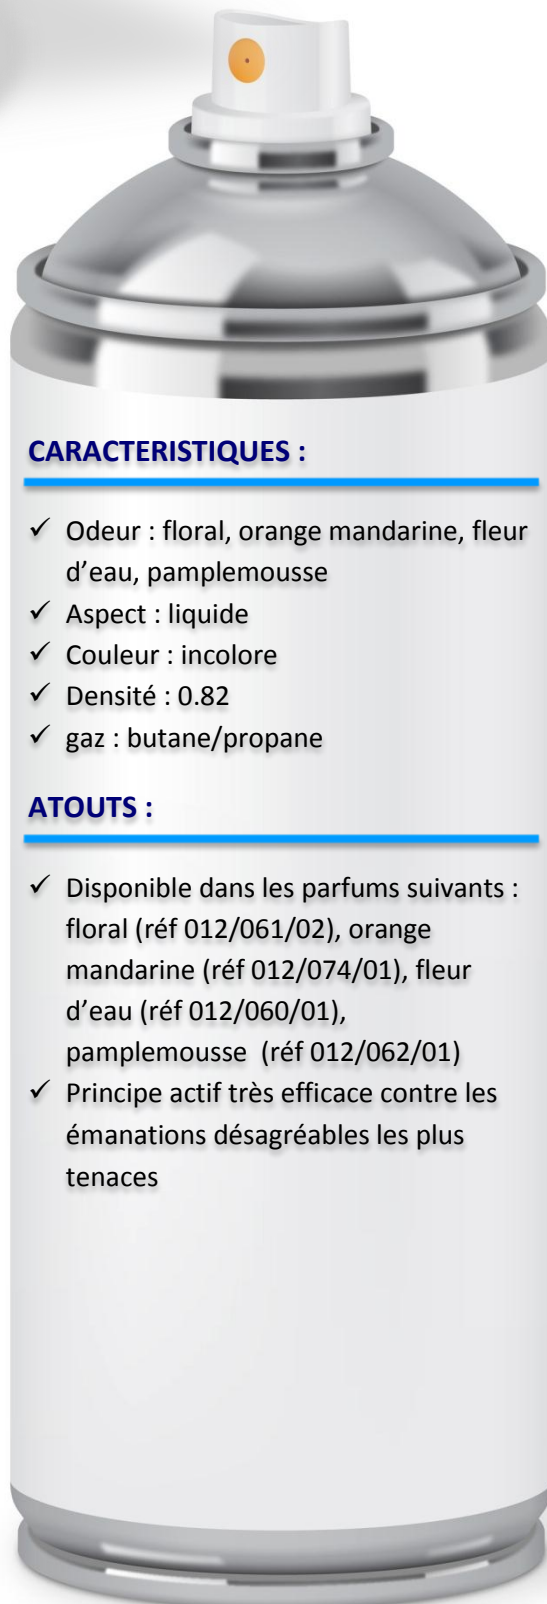 CARACTERISTIQUES :
✓ Odeur : floral, orange mandarine, fleur
d’eau, pamplemousse
✓ Aspect : liquide
✓ Couleur : incolore
✓ Densité : 0.82
✓ gaz : butane/propane
ATOUTS :
✓ Disponible dans les parfums suivants :
floral (réf 012/061/02), orange
mandarine (réf 012/074/01), fleur
d’eau (réf 012/060/01),
pamplemousse (réf 012/062/01)
✓ Principe actif très efficace contre les
émanations désagréables les plus
tenaces